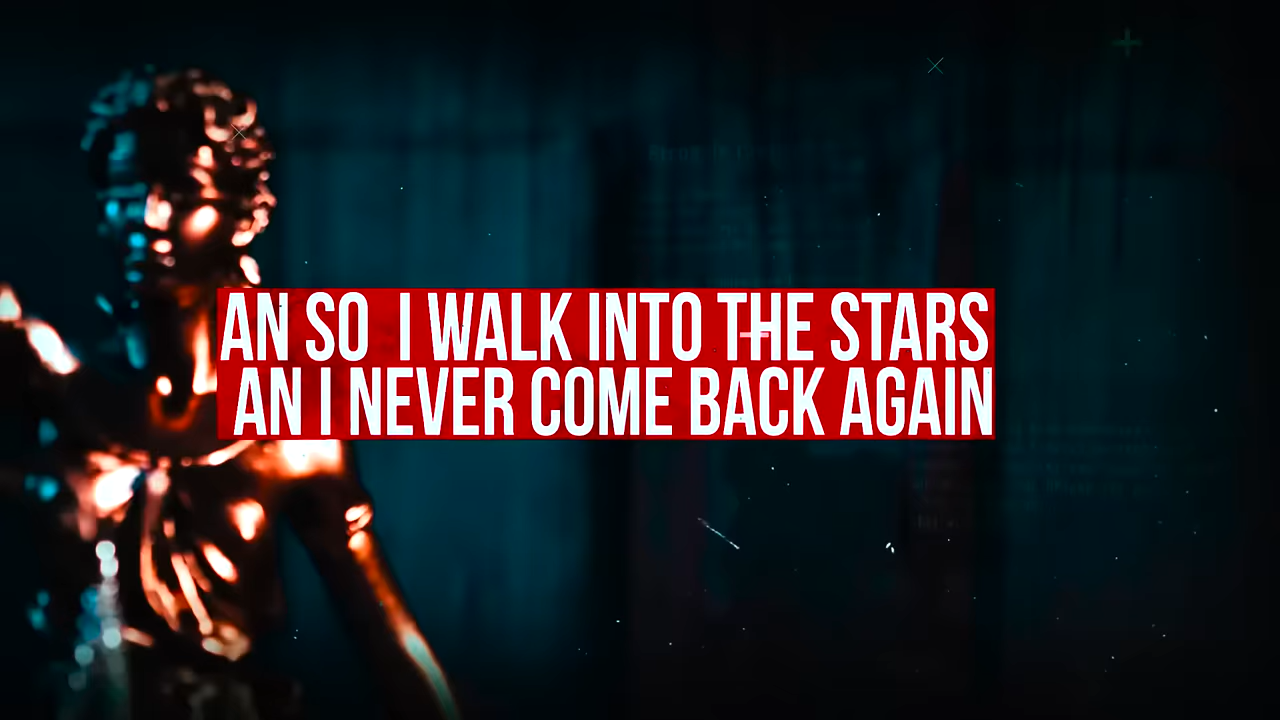 AN SO I WALK INTO THE STARS
AN I NEVER COME BACK AGAIN